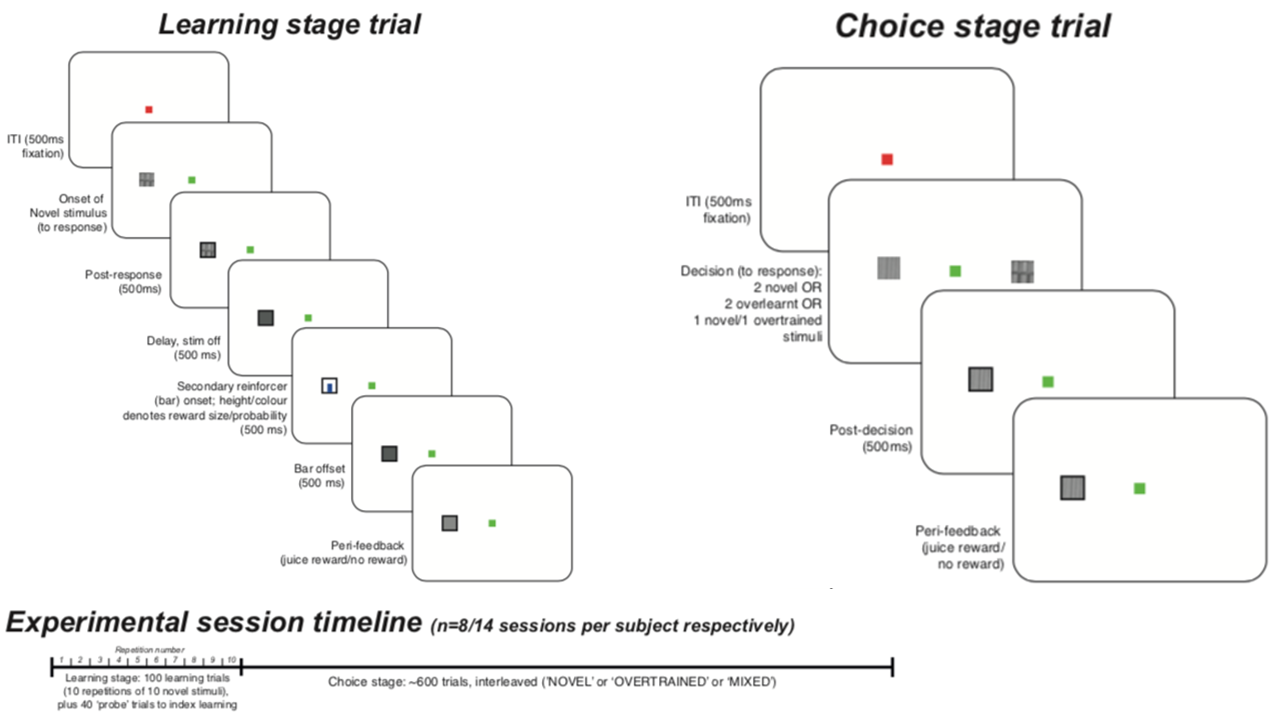 Learning stage trial
ITI (500ms
fixation)
Onset of
Novel stimulus
(to response)
Post-response
(500ms)
Delay, stim off
(500 ms)
Secondary reinforcer
(bar) onset; height/colour
denotes reward size/probability
(500 ms)
Bar offset
(500 ms)
Peri-feedback
(juice reward/no reward)
Choice stage trial
ITI (500ms
fixation)
Decision (to response):
2 novel OR
2 overlearnt OR
1 novel/1 overtrained
stimuli
Post-decision
(500ms)
Peri-feedback
(juice reward/
no reward)
Experimental session timeline (n=8/14 sessions per subject respectively)
Repetition number
1 2 3 4 5 6 7 8 9 10
Learning stage: 100 learning trials
(10 repetitions of 10 novel stimuli),
plus 40 'probe' trials to index learning
Choice stage: ~600 trials, interleaved ('NOVEL' or 'OVERTRAINED' or 'MIXED')